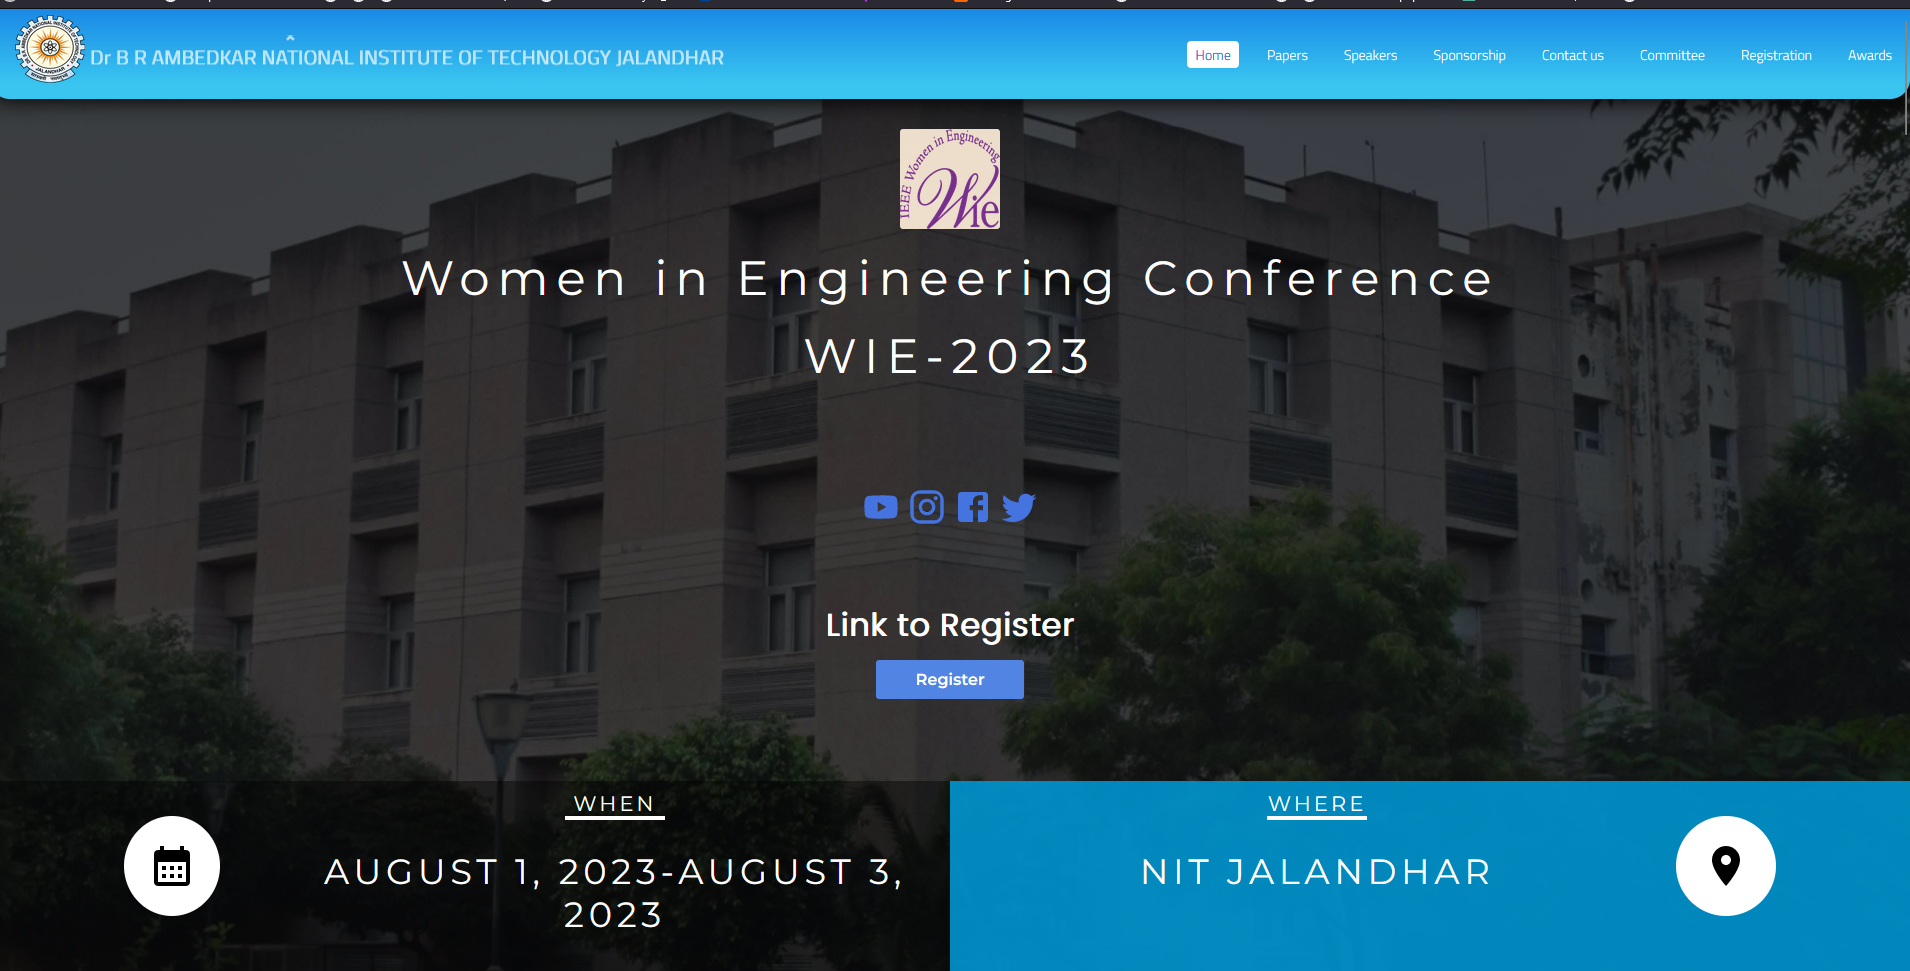 Dr B R AMBEDKAR NATIONAL INSTITUTE OF TECHNOLOGY JALANDHAR
Home Papers Speakers Sponsorship Contact us Committee Registration Awards
IEEE Women in Engineering
Wie
Women in Engineering Conference
WIE-2023
Link to Register
Register
WHEN
AUGUST 1, 2023-AUGUST 3,
2023
WHERE
NIT JALANDHAR